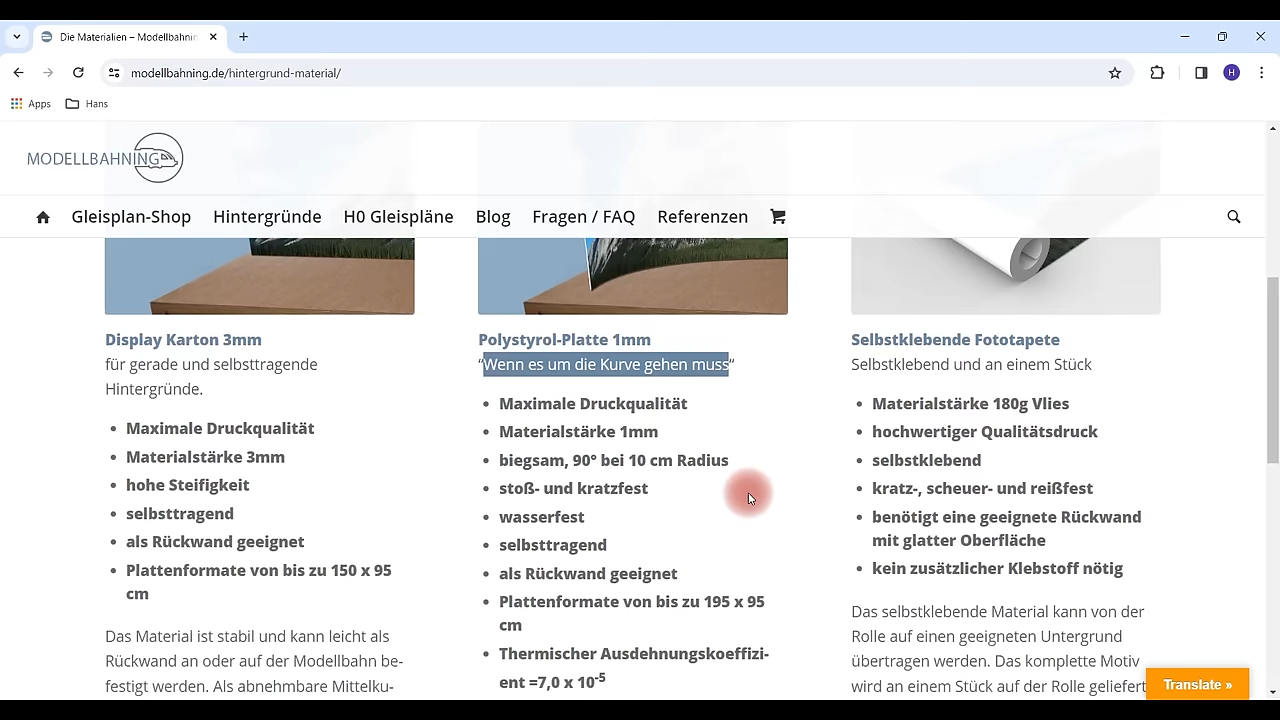 Die Materialien – Modellbahnin
modellbahning.de/hintergrund-material/
H
Apps
Hans
MODELLBAHNING
Gleisplan-Shop
Hintergründe
H0 Gleispläne
Blog
Fragen / FAQ
Referenzen
Display Karton 3mm
für gerade und selbsttragende
Hintergründe.
• Maximale Druckqualität
• Materialstärke 3mm
• hohe Steifigkeit
• selbsttragend
• als Rückwand geeignet
• Plattenformate von bis zu 150 x 95
cm
Das Material ist stabil und kann leicht als
Rückwand an oder auf der Modellbahn be-
festigt werden. Als abnehmbare Mittelku-
Polystyrol-Platte 1mm
“Wenn es um die Kurve gehen muss“
• Maximale Druckqualität
• Materialstärke 1mm
• biegsam, 90° bei 10 cm Radius
• stoß- und kratzfest
• wasserfest
• selbsttragend
• als Rückwand geeignet
• Plattenformate von bis zu 195 x 95
cm
• Thermischer Ausdehnungskoeffizi-
ent =7,0 x 10-5
Selbstklebende Fototapete
Selbstklebend und an einem Stück
• Materialstärke 180g Vlies
• hochwertiger Qualitätsdruck
• selbstklebend
• kratz-, scheuer- und reißfest
• benötigt eine geeignete Rückwand
mit glatter Oberfläche
• kein zusätzlicher Klebstoff nötig
Das selbstklebende Material kann von der
Rolle auf einen geeigneten Untergrund
übertragen werden. Das komplette Motiv
wird an einem Stück auf der Rolle geliefert
Translate »